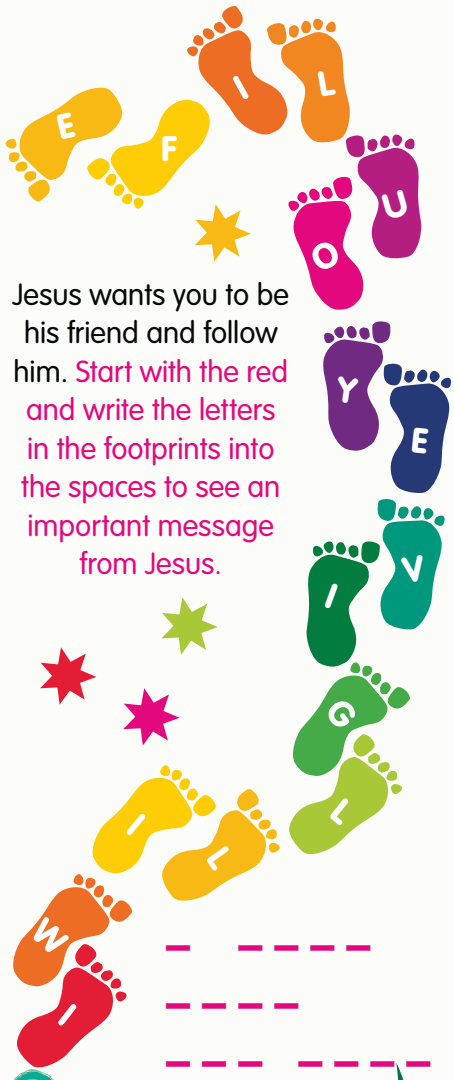 E
F
I
L
U
O
Jesus wants you to be
his friend and follow
him. Start with the red
and write the letters
in the footprints into
the spaces to see an
important message
from Jesus.
Y
E
V
I
G
L
I
L
W
I